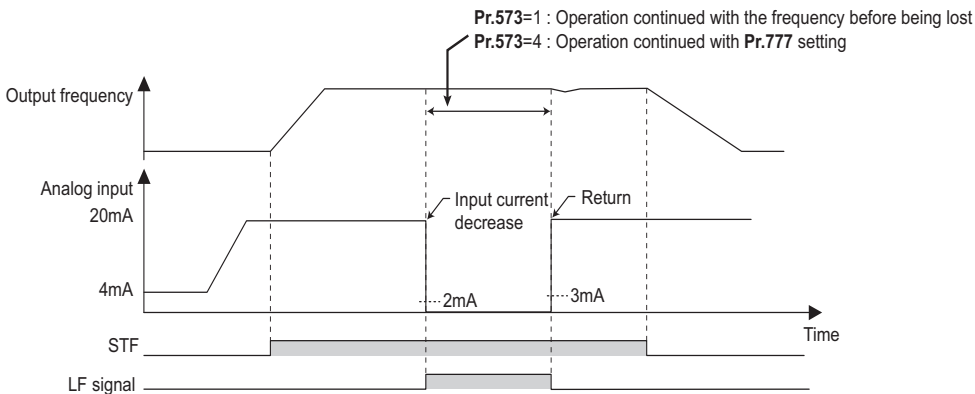 Pr.573=1 : Operation continued with the frequency before being lost
Pr.573=4 : Operation continued with Pr.777 setting
Output frequency
Analog input
20mA
Input current
decrease
Return
4mA
2mA
3mA
Time
STF
LF signal